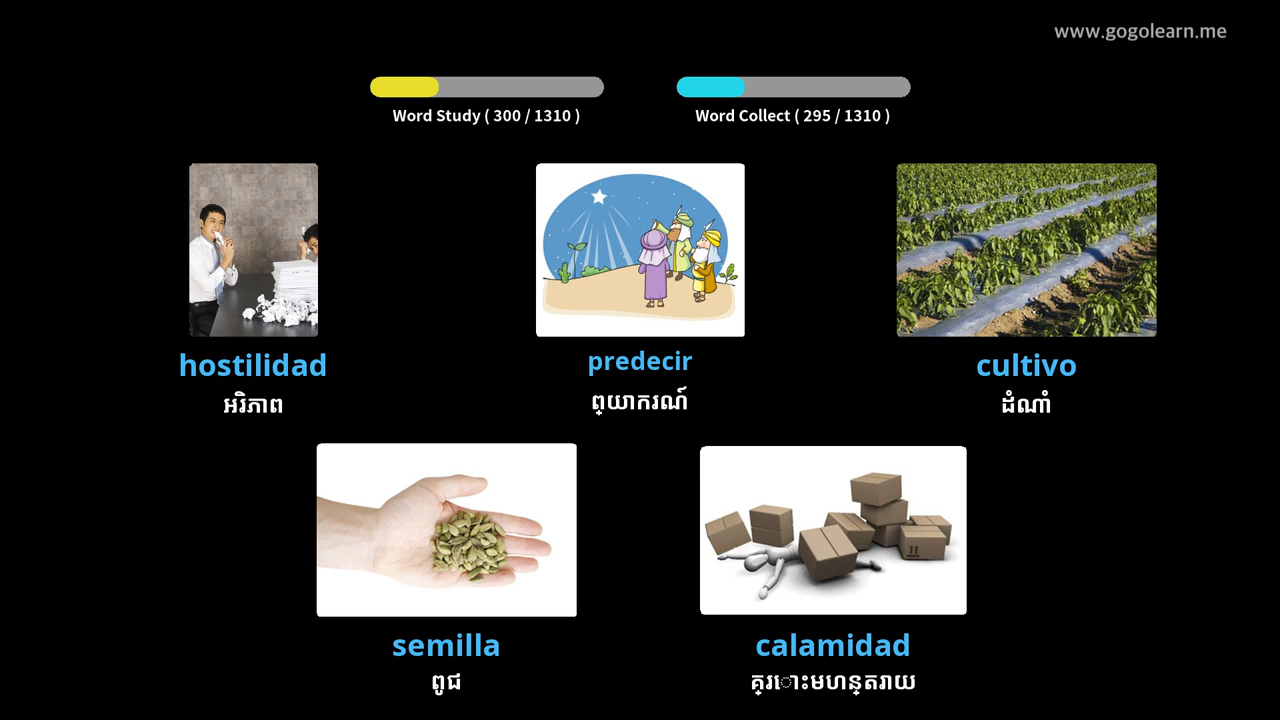 www.gogolearn.me
Word Study ( 300 / 1310 )
Word Collect ( 295 / 1310 )
hostilidad
predecir
cultivo
អរិភាព
ព្យាករណ៍
ដំណាំ
semilla
calamidad
ពូជ
គ្រោះមហន្តរាយ